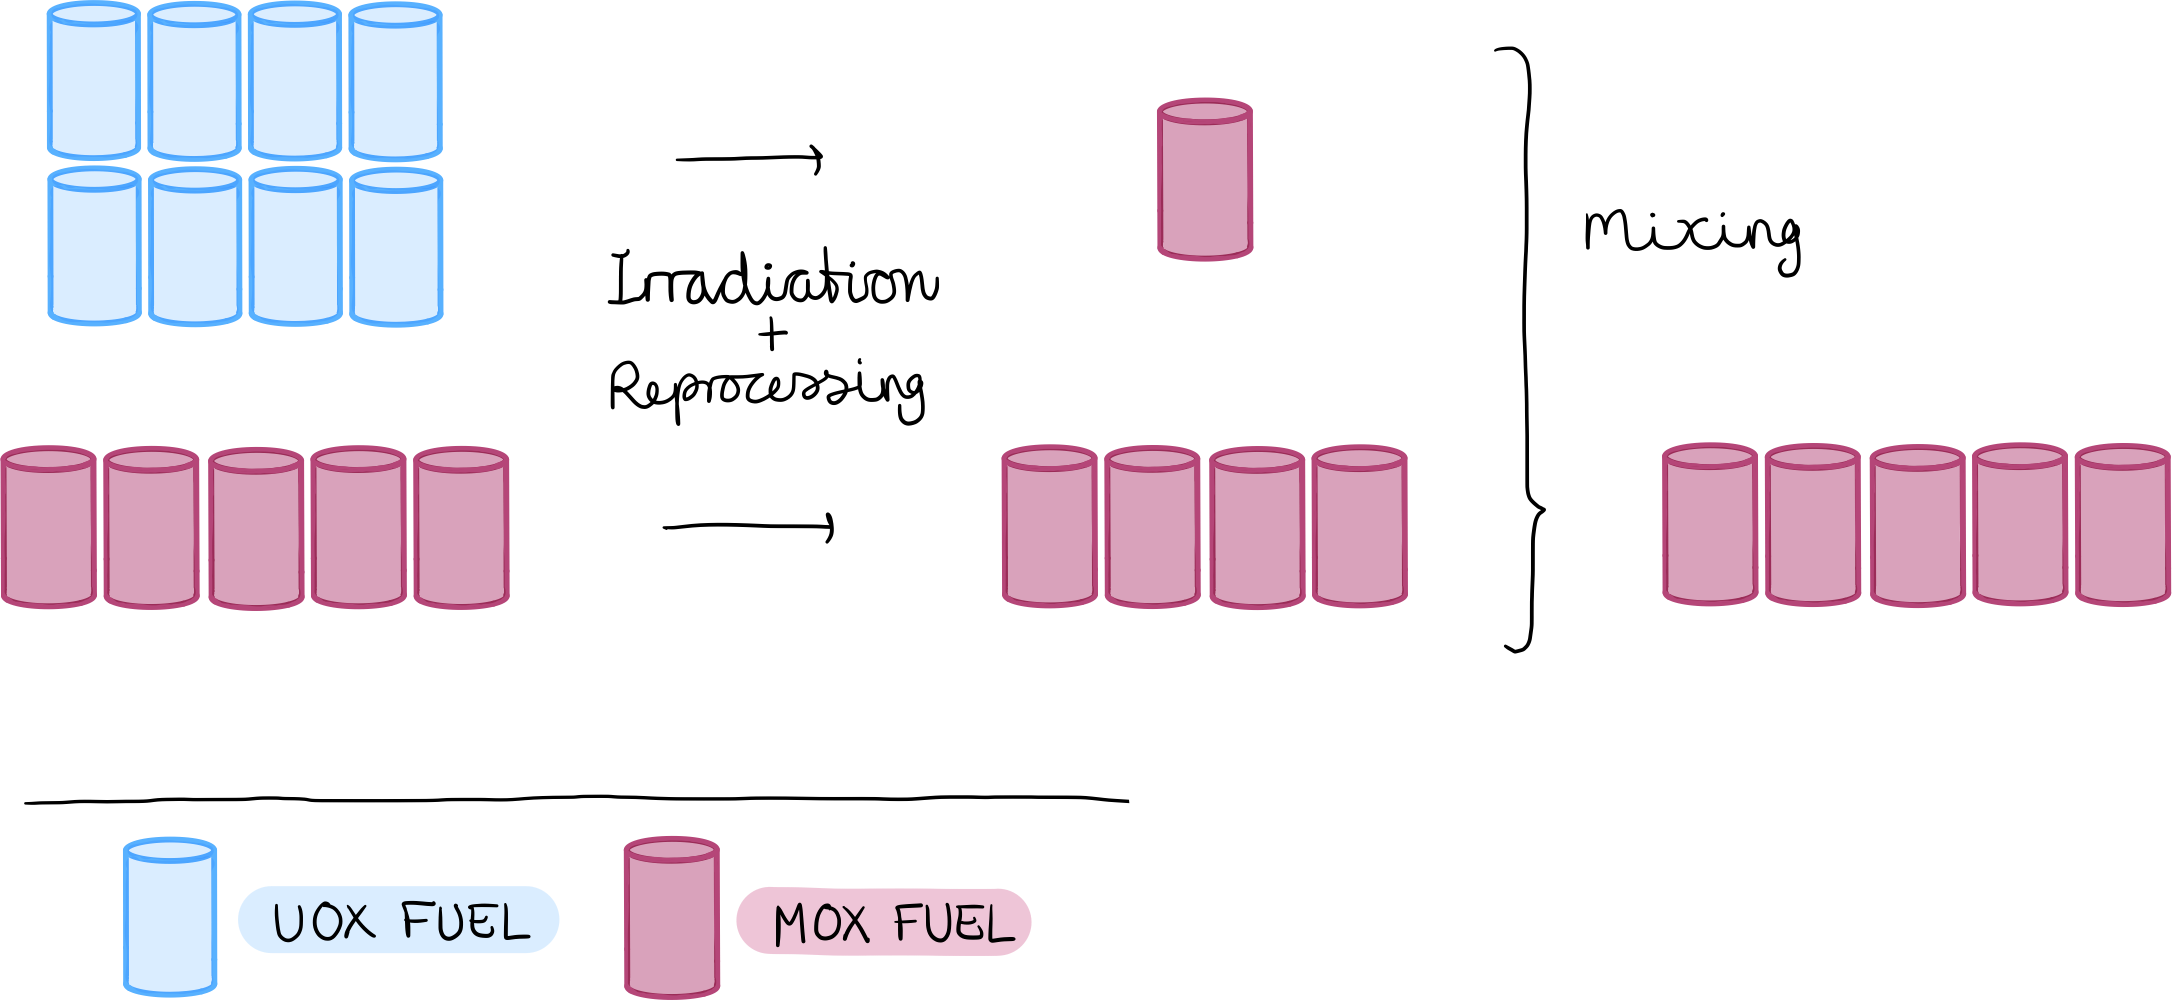 Irradiation
+
Reprocessing
Mixing
UOX FUEL
MOX FUEL